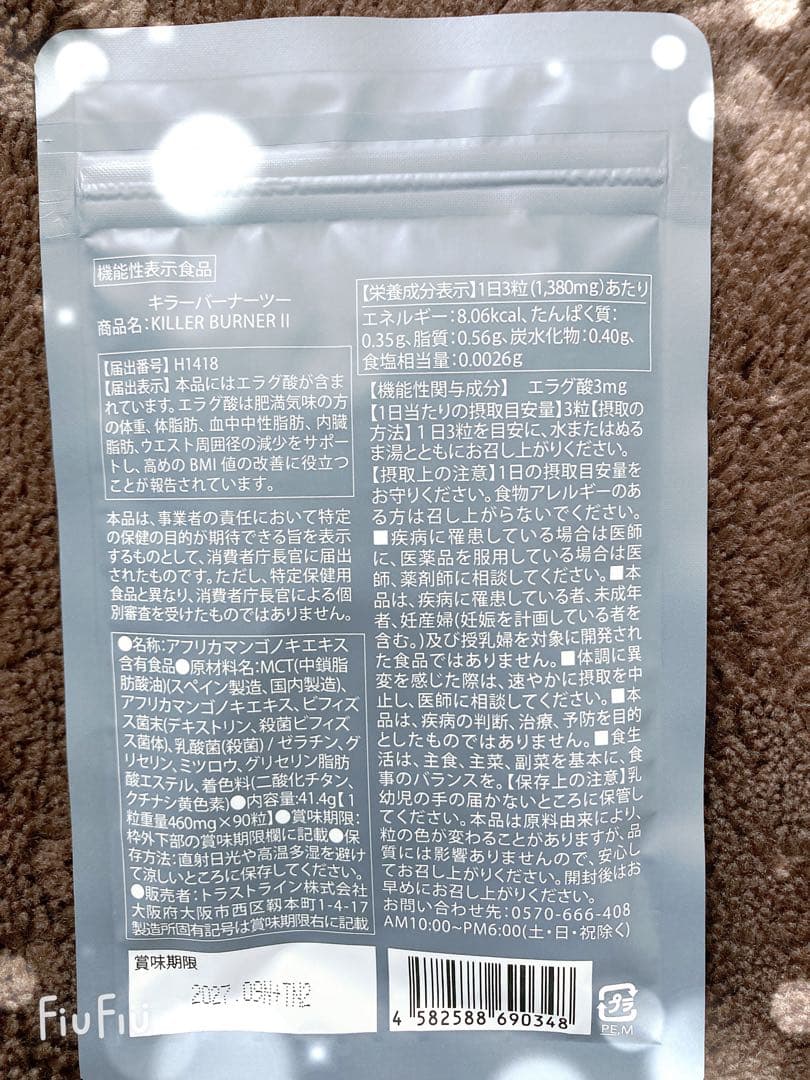 機能性表示食品
キラーバーナーツー
商品名：KILLER BURNER II
【届出番号】H1418
【届出表示】本品にはエラグ酸が含ま
れています。エラグ酸は肥満気味の方
の体重、体脂肪、血中中性脂肪、内臓
脂肪、ウエスト周囲径の減少をサポー
トし、高めのBMI値の改善に役立つ
ことが報告されています。
本品は、事業者の責任において特定
の保健の目的が期待できる旨を表示
するものとして、消費者庁長官に届出
されたものです。ただし、特定保健用
食品と異なり、消費者庁長官による個
別審査を受けたものではありません。
●名称：アフリカマンゴノキエキス
含有食品●原材料名：MCT(中鎖脂
肪酸油)(スペイン製造、国内製造)、
アフリカマンゴノキエキス、ビフィズ
ス菌末(デキストリン、殺菌ビフィズ
ス菌体)、乳酸菌(殺菌) / ゼラチン、グ
リセリン、ミツロウ、グリセリン脂肪
酸エステル、着色料(二酸化チタン、
クチナシ黄色素)●内容量：41.4g【1
粒重量460mg×90粒】●賞味期限：
枠外下部の賞味期限欄に記載●保
存方法：直射日光や高温多湿を避け
て涼しいところに保存してください。
●販売者：トラストライン株式会社
大阪府大阪市西区靱本町1-4-17
製造所固有記号は賞味期限右に記載
【栄養成分表示】1日3粒(1,380mg)あたり
エネルギー：8.06kcal、たんぱく質：
0.35g、脂質：0.56g、炭水化物：0.40g、
食塩相当量：0.0026g
【機能性関与成分】 エラグ酸3mg
【1日当たりの摂取目安量】3粒【摂取の
方法】1日3粒を目安に、水またはぬる
ま湯とともにお召し上がりください。
【摂取上の注意】1日の摂取目安量を
お守りください。食物アレルギーのあ
る方は召し上がらないでください。
■疾病に罹患している場合は医師
に、医薬品を服用している場合は医
師、薬剤師に相談してください。■本
品は、疾病に罹患している者、未成年
者、妊産婦(妊娠を計画している者を
含む。)及び授乳婦を対象に開発され
た食品ではありません。■体調に異
変を感じた際は、速やかに摂取を中
止し、医師に相談してください。■本
品は、疾病の診断、治療、予防を目的
としたものではありません。■食生
活は、主食、主菜、副菜を基本に、食
事のバランスを。【保存上の注意】乳
幼児の手の届かないところに保管し
てください。本品は原料由来により、
粒の色が変わることがありますが、品
質には影響ありませんので、安心し
てお召し上がりください。開封後はお
早めにお召し上がりください。
お問い合わせ先：0570-666-408
AM10:00~PM6:00(土・日・祝除く)
賞味期限
2027.09N+TN2
4 582588 690348
プラ
PE,M
FiuFiu